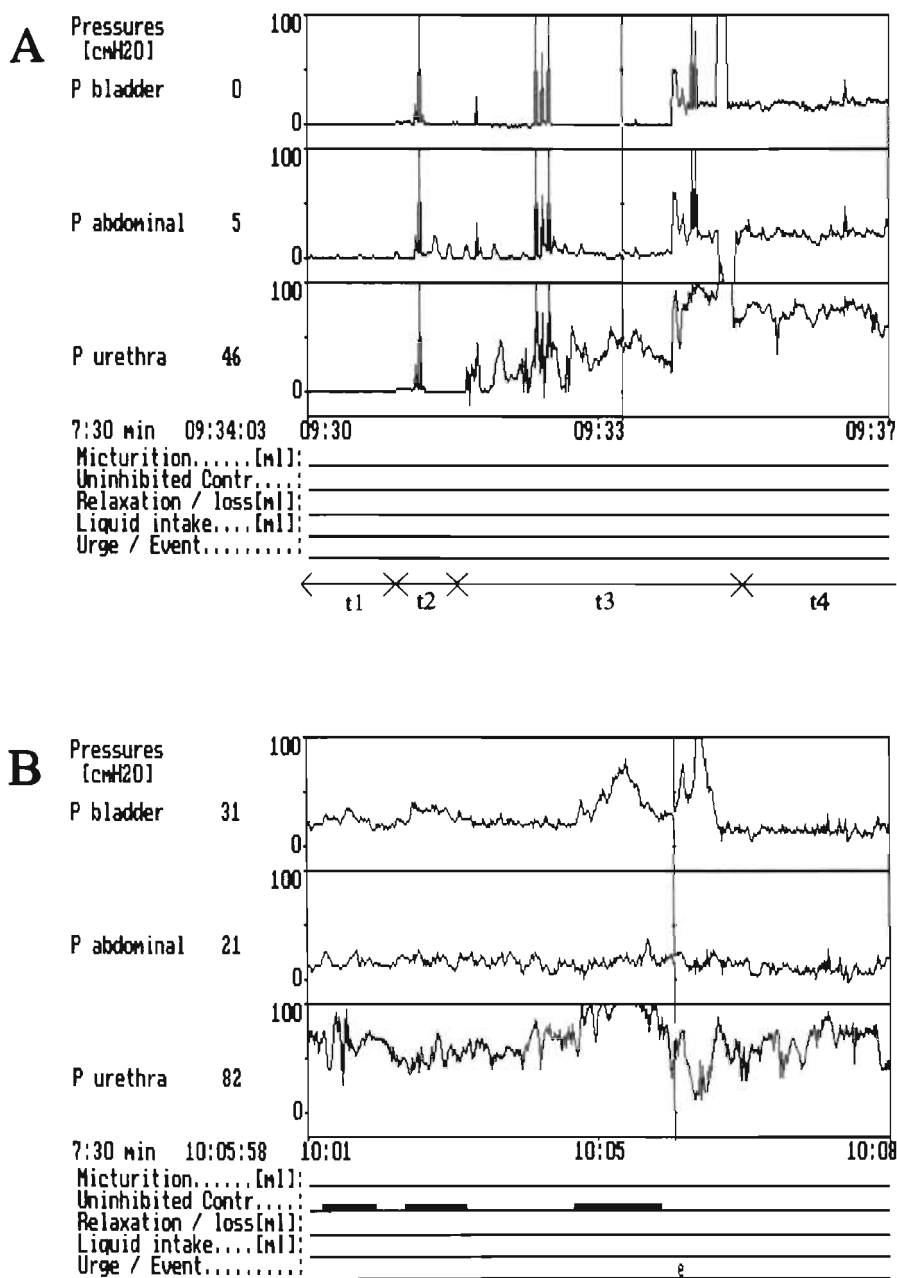 A
Pressures
[cmH2O]
P bladder 0
100
0
P abdominal 5
100
0
P urethra 46
100
0
7:30 min 09:34:03 09:30 09:33 09:37
Micturition......[ml]:
Uninhibited Contr....:
Relaxation / loss[ml]:
Liquid intake....[ml]:
Urge / Event.........:
t1 t2 t3 t4
B
Pressures
[cmH2O]
P bladder 31
100
0
P abdominal 21
100
0
P urethra 82
100
0
7:30 min 10:05:58 10:01 10:05 10:08
Micturition......[ml]:
Uninhibited Contr....:
Relaxation / loss[ml]:
Liquid intake....[ml]:
Urge / Event.........: e